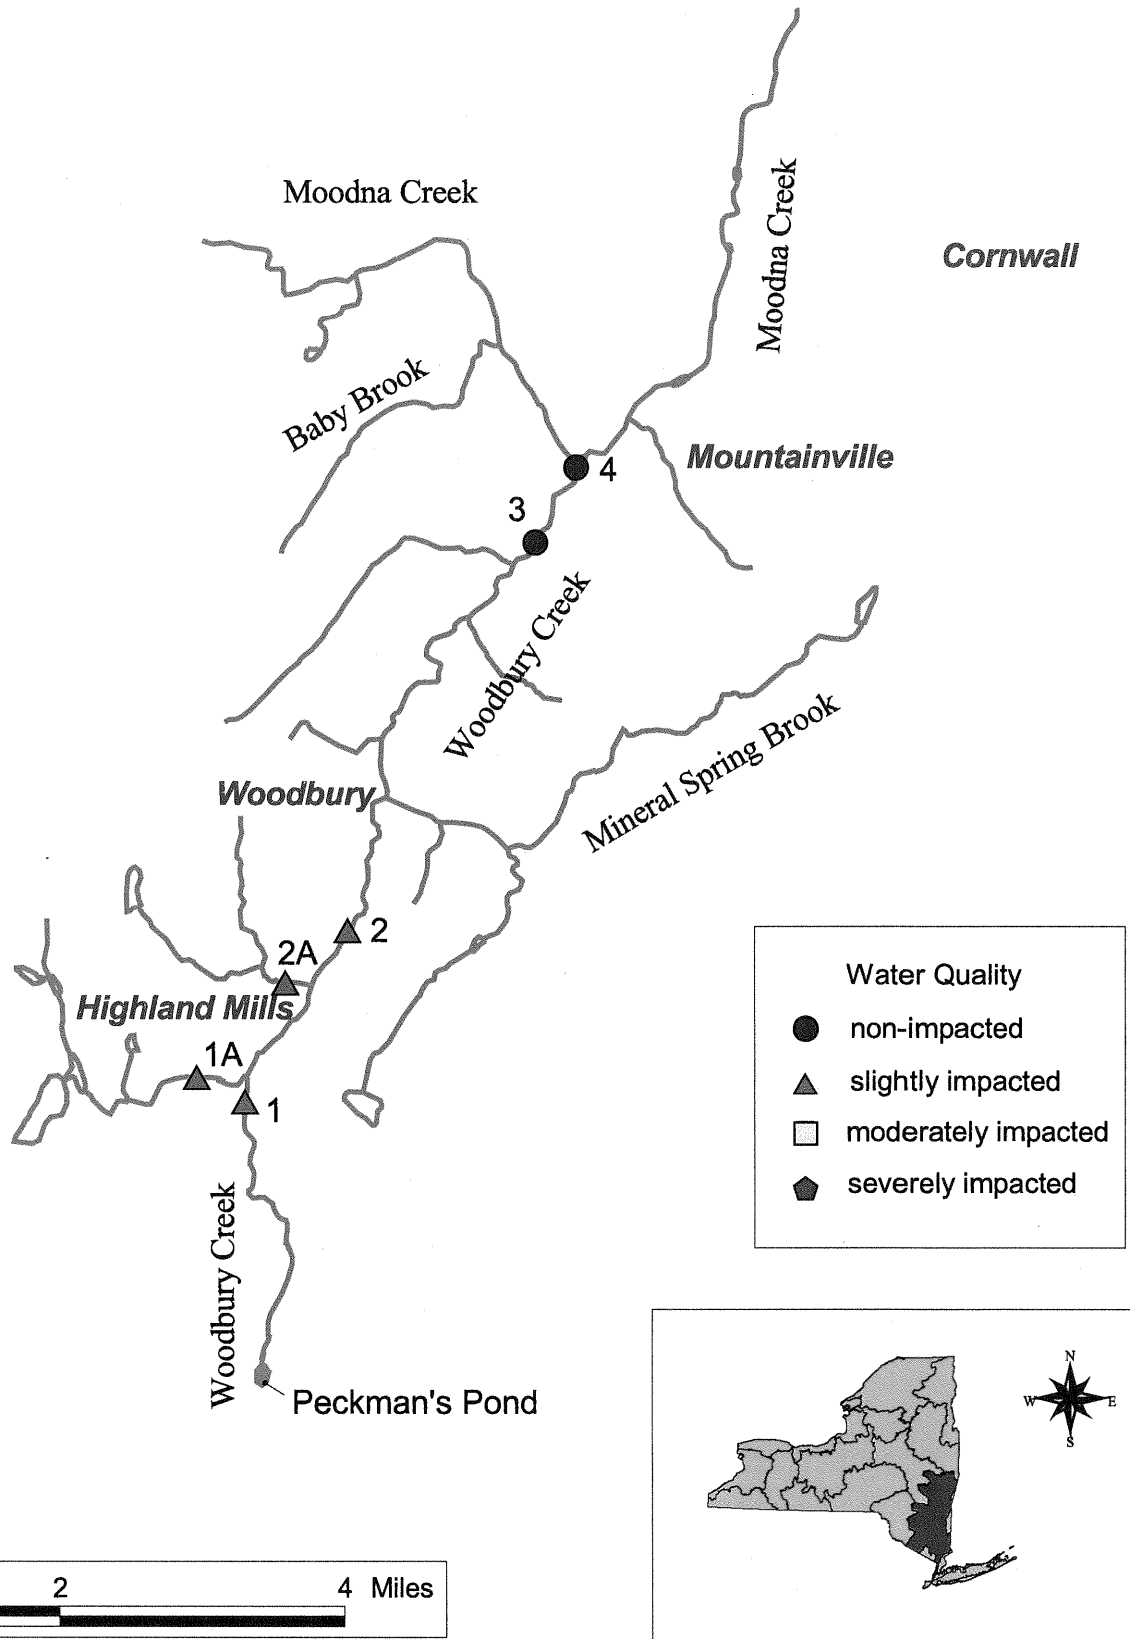 Moodna Creek
Moodna Creek
Cornwall
Baby Brook
Mountainville
4
3
Woodbury Creek
Mineral Spring Brook
Woodbury
2
2A
Highland Mills
1A
1
Woodbury Creek
Peckman's Pond
Water Quality
non-impacted
slightly impacted
moderately impacted
severely impacted
N
W E
S
2 4 Miles